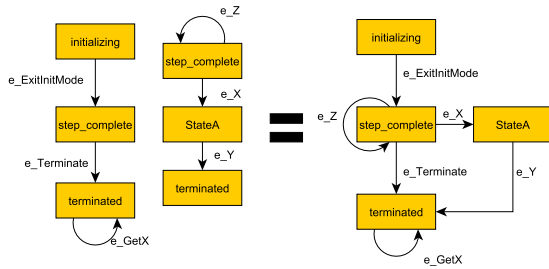 initializing
e_ExitInitMode
step_complete
e_Terminate
terminated
e_GetX
e_Z
step_complete
e_X
StateA
e_Y
terminated
initializing
e_ExitInitMode
e_Z
step_complete
e_X
StateA
e_Terminate
e_Y
terminated
e_GetX